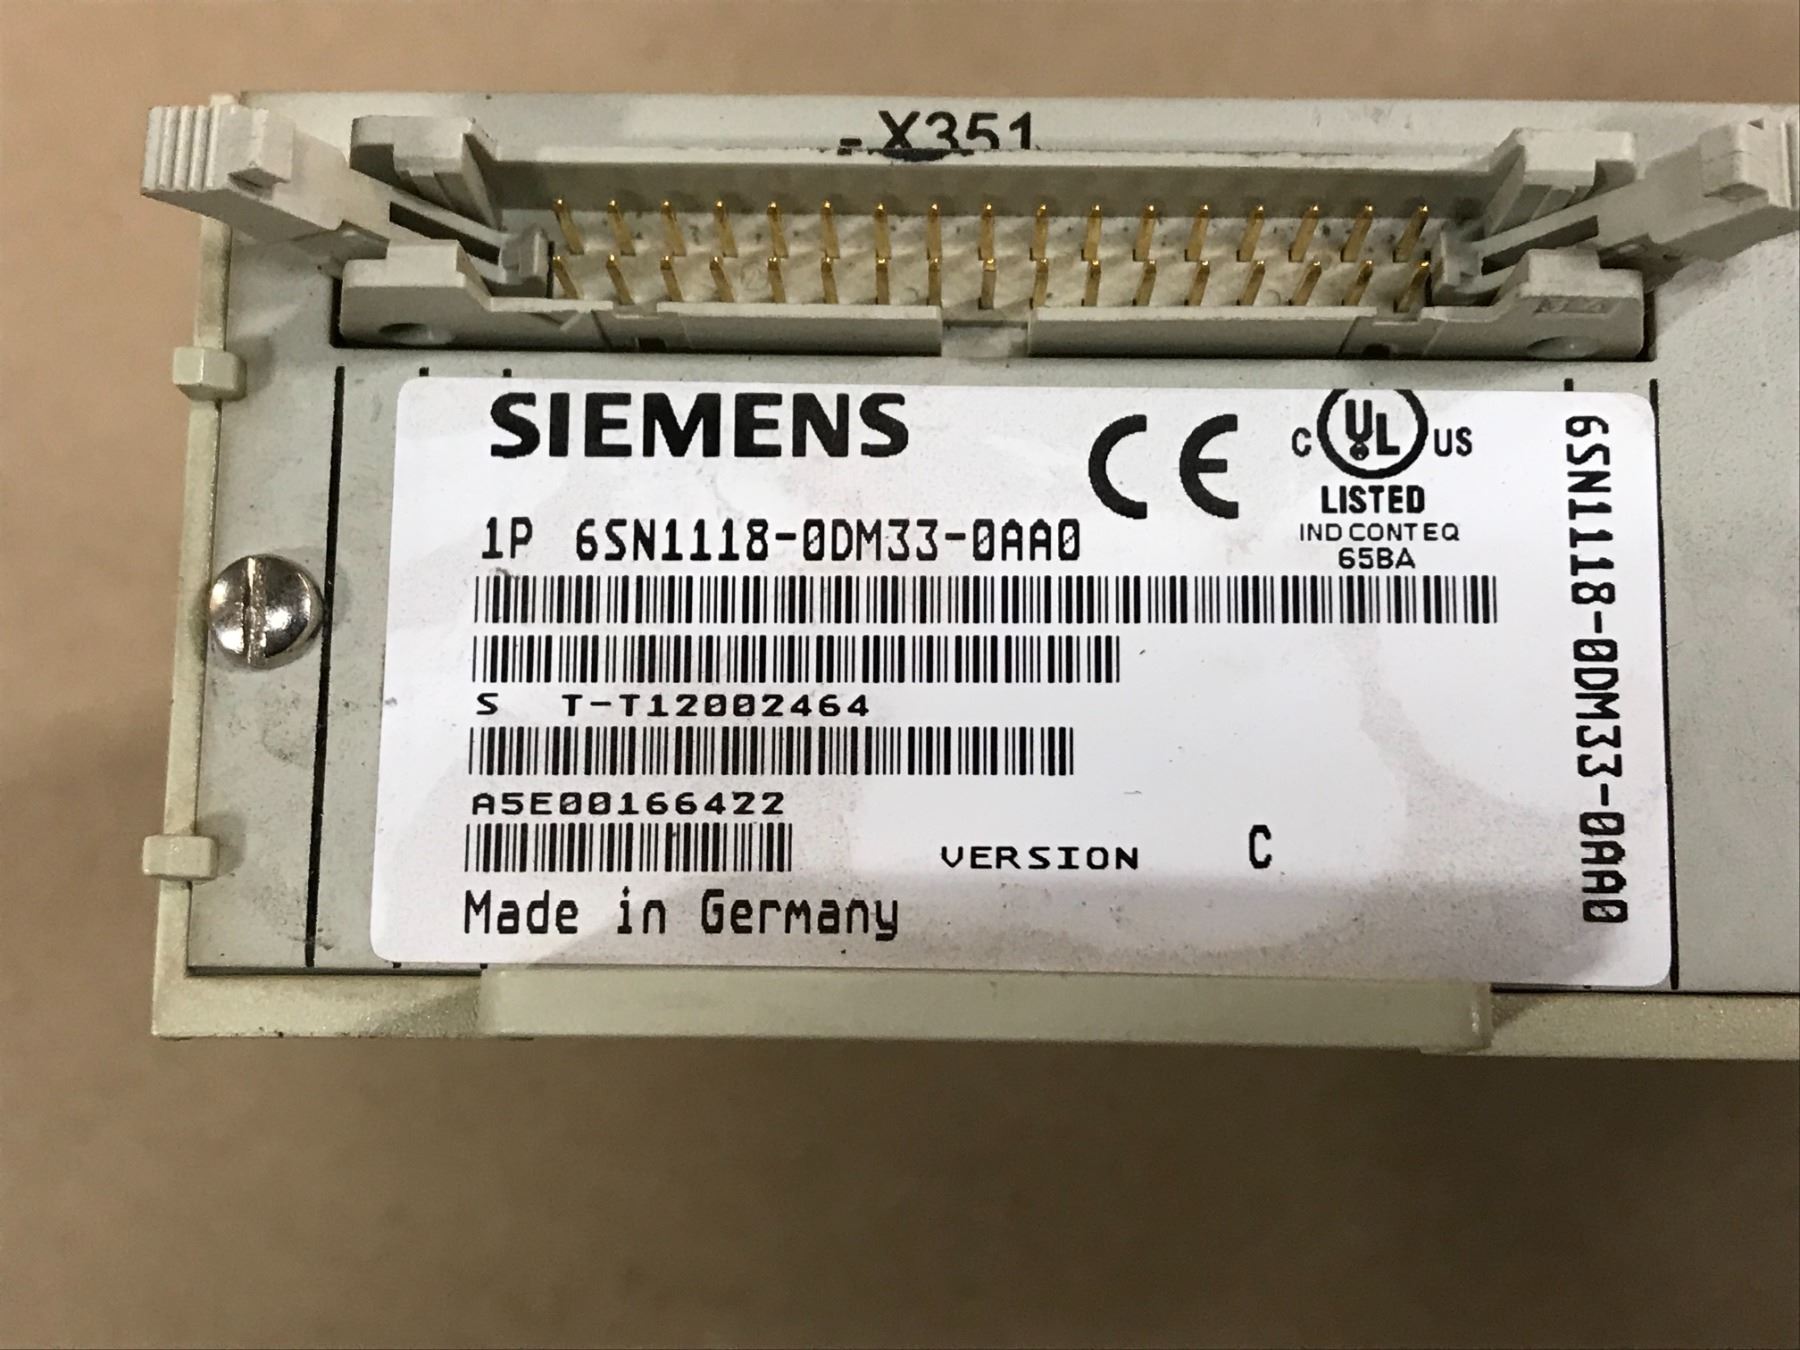 -X351
SIEMENS
CE
C UL US
LISTED
IND CONT EQ
65BA
1P 6SN1118-0DM33-0AA0
S T-T12002464
A5E00166422
VERSION C
Made in Germany
6SN1118-0DM33-0AA0